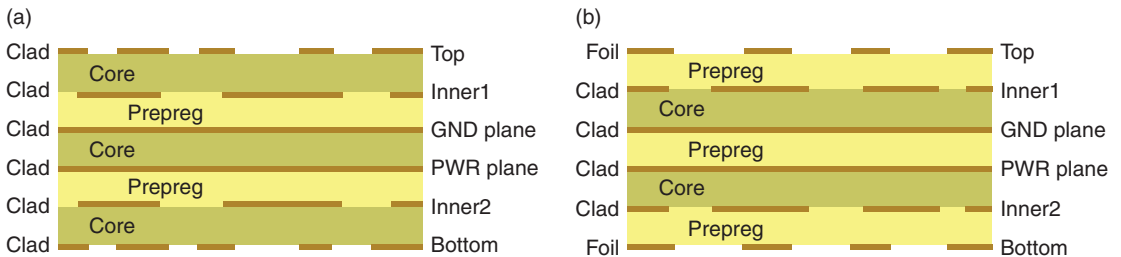 (a)
Clad Top
Core
Clad Inner1
Prepreg
Clad GND plane
Core
Clad PWR plane
Prepreg
Clad Inner2
Core
Clad Bottom
(b)
Foil Top
Prepreg
Clad Inner1
Core
Clad GND plane
Prepreg
Clad PWR plane
Core
Clad Inner2
Prepreg
Foil Bottom